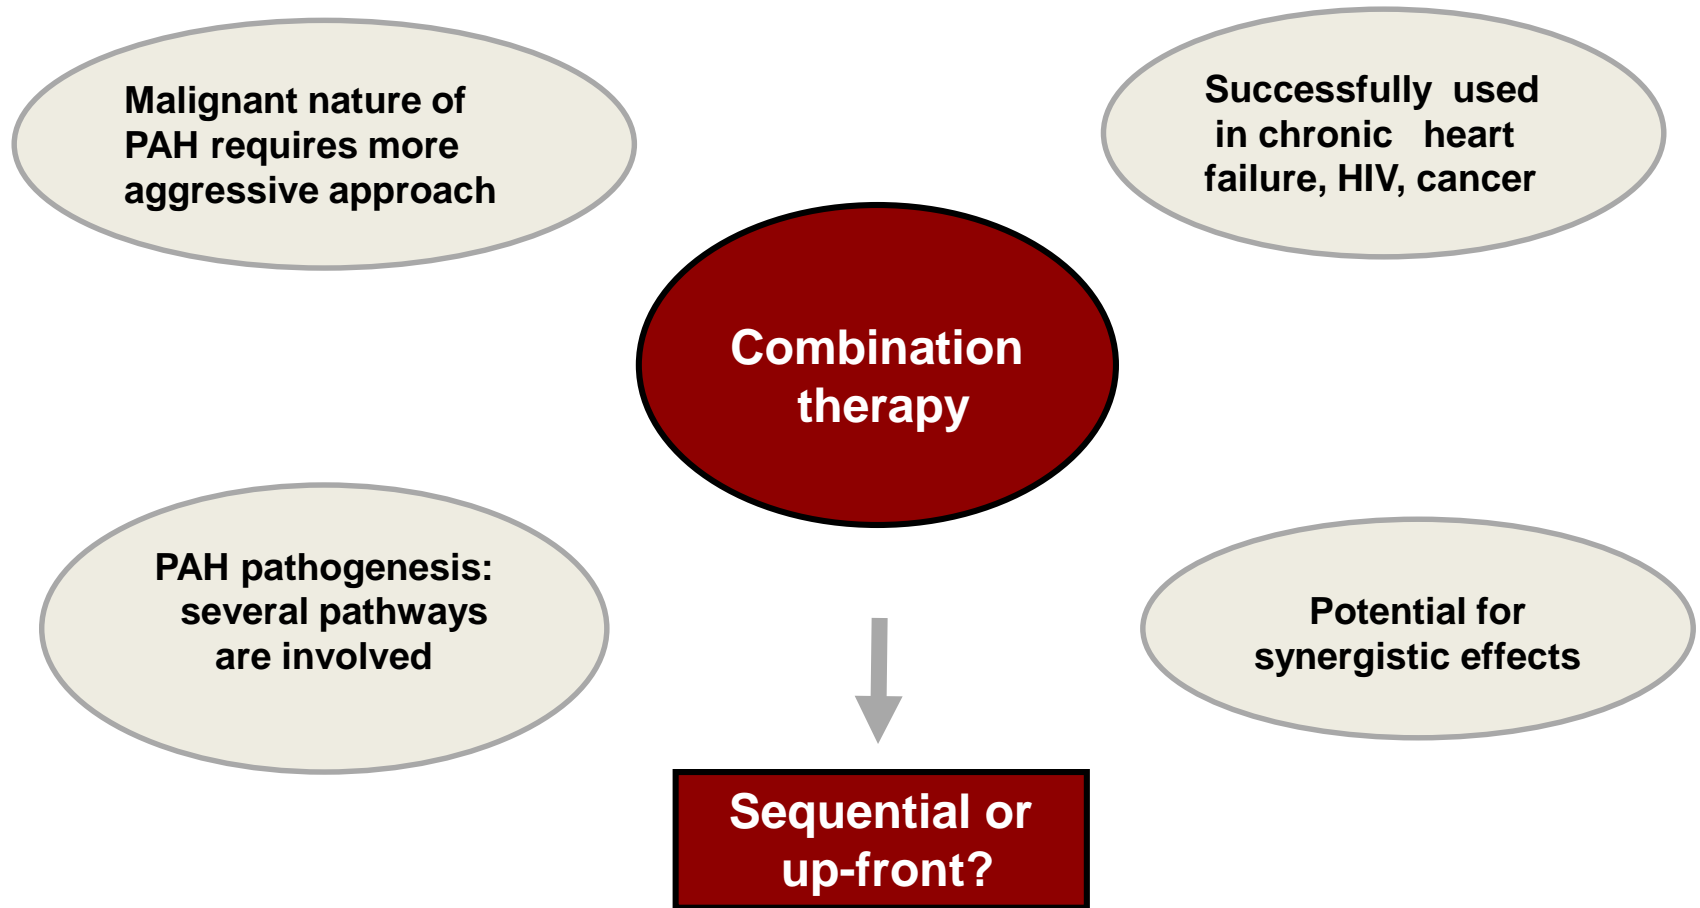 Malignant nature of
PAH requires more
aggressive approach
Successfully used
in chronic heart
failure, HIV, cancer
Combination
therapy
PAH pathogenesis:
several pathways
are involved
Potential for
synergistic effects
Sequential or
up-front?